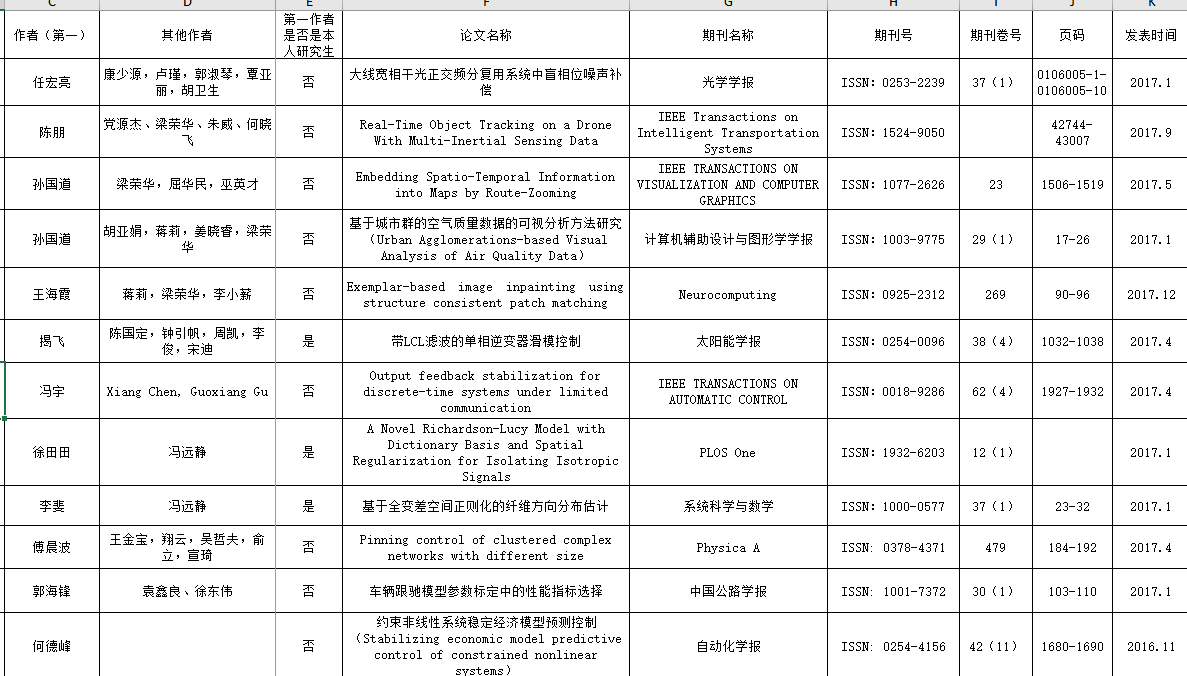 C D E F G H I J K
作者（第一） 其他作者 第一作者是否是本人研究生 论文名称 期刊名称 期刊号 期刊卷号 页码 发表时间
任宏亮 康少源，卢瑾，郭淑琴，覃亚丽，胡卫生 否 大线宽相干光正交频分复用系统中盲相位噪声补偿 光学学报 ISSN：0253-2239 37（1） 0106005-1-0106005-10 2017.1
陈朋 党源杰、梁荣华、朱威、何晓飞 否 Real-Time Object Tracking on a Drone With Multi-Inertial Sensing Data IEEE Transactions on Intelligent Transportation Systems ISSN：1524-9050 42744-43007 2017.9
孙国道 梁荣华，屈华民，巫英才 否 Embedding Spatio-Temporal Information into Maps by Route-Zooming IEEE TRANSACTIONS ON VISUALIZATION AND COMPUTER GRAPHICS ISSN：1077-2626 23 1506-1519 2017.5
孙国道 胡亚娟，蒋莉，姜晓睿，梁荣华 否 基于城市群的空气质量数据的可视分析方法研究（Urban Agglomerations-based Visual Analysis of Air Quality Data） 计算机辅助设计与图形学学报 ISSN：1003-9775 29（1） 17-26 2017.1
王海霞 蒋莉，梁荣华，李小薪 否 Exemplar-based image inpainting using structure consistent patch matching Neurocomputing ISSN：0925-2312 269 90-96 2017.12
揭飞 陈国定，钟引帆，周凯，李俊，宋迪 是 带LCL滤波的单相逆变器滑模控制 太阳能学报 ISSN：0254-0096 38（4） 1032-1038 2017.4
冯宇 Xiang Chen, Guoxiang Gu 否 Output feedback stabilization for discrete-time systems under limited communication IEEE TRANSACTIONS ON AUTOMATIC CONTROL ISSN：0018-9286 62（4） 1927-1932 2017.4
徐田田 冯远静 是 A Novel Richardson-Lucy Model with Dictionary Basis and Spatial Regularization for Isolating Isotropic Signals PLOS One ISSN：1932-6203 12（1） 2017.1
李斐 冯远静 是 基于全变差空间正则化的纤维方向分布估计 系统科学与数学 ISSN：1000-0577 37（1） 23-32 2017.1
傅晨波 王金宝，翔云，吴哲夫，俞立，宣琦 否 Pinning control of clustered complex networks with different size Physica A ISSN: 0378-4371 479 184-192 2017.4
郭海锋 袁鑫良、徐东伟 否 车辆跟驰模型参数标定中的性能指标选择 中国公路学报 ISSN: 1001-7372 30（1） 103-110 2017.1
何德峰 否 约束非线性系统稳定经济模型预测控制（Stabilizing economic model predictive control of constrained nonlinear systems） 自动化学报 ISSN: 0254-4156 42（11） 1680-1690 2016.11